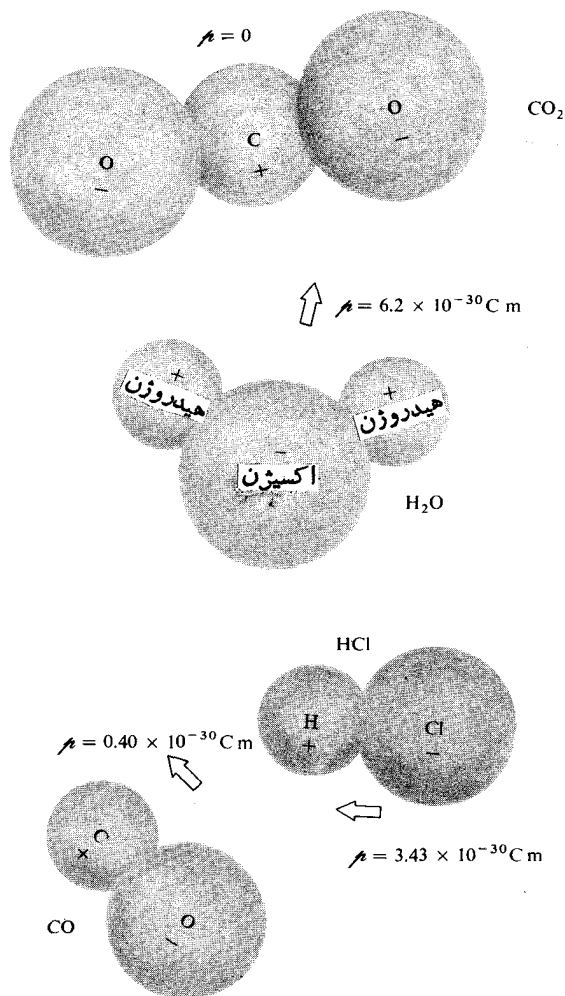 𝓅 = 0
O
C
O
CO₂
−
+
−
𝓅 = 6.2 × 10⁻³⁰ C m
+
+
هیدروژن
هیدروژن
−
اکسیژن
H₂O
HCl
H
Cl
+
−
𝓅 = 0.40 × 10⁻³⁰ C m
𝓅 = 3.43 × 10⁻³⁰ C m
×
O
−
CO